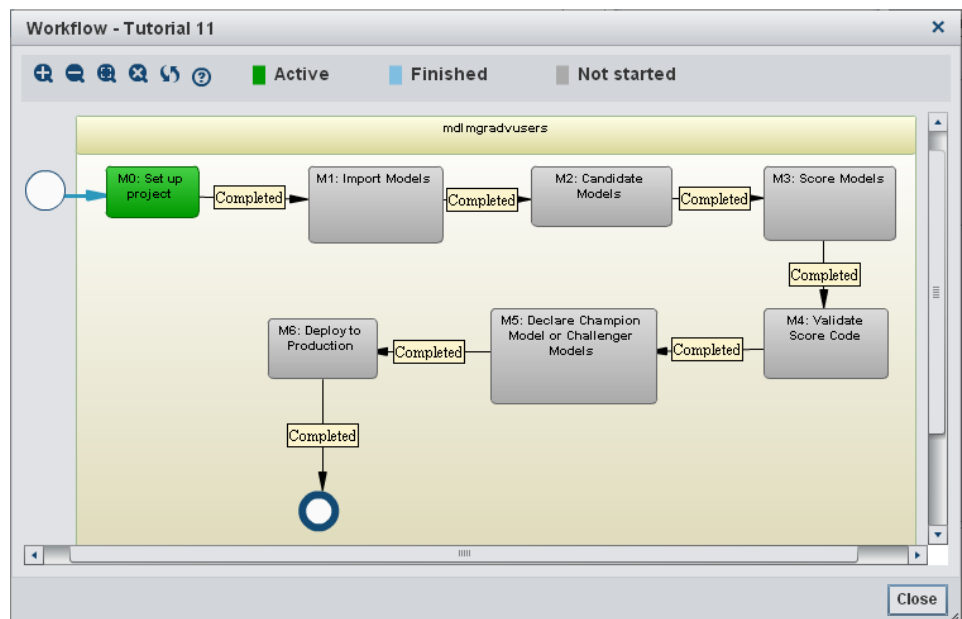 Workflow - Tutorial 11
Active
Finished
Not started
mdlmgradvusers
M0: Set up
project
Completed
M1: Import Models
Completed
M2: Candidate
Models
Completed
M3: Score Models
Completed
M4: Validate
Score Code
Completed
M5: Declare Champion
Model or Challenger
Models
Completed
M6: Deploy to
Production
Completed
Close